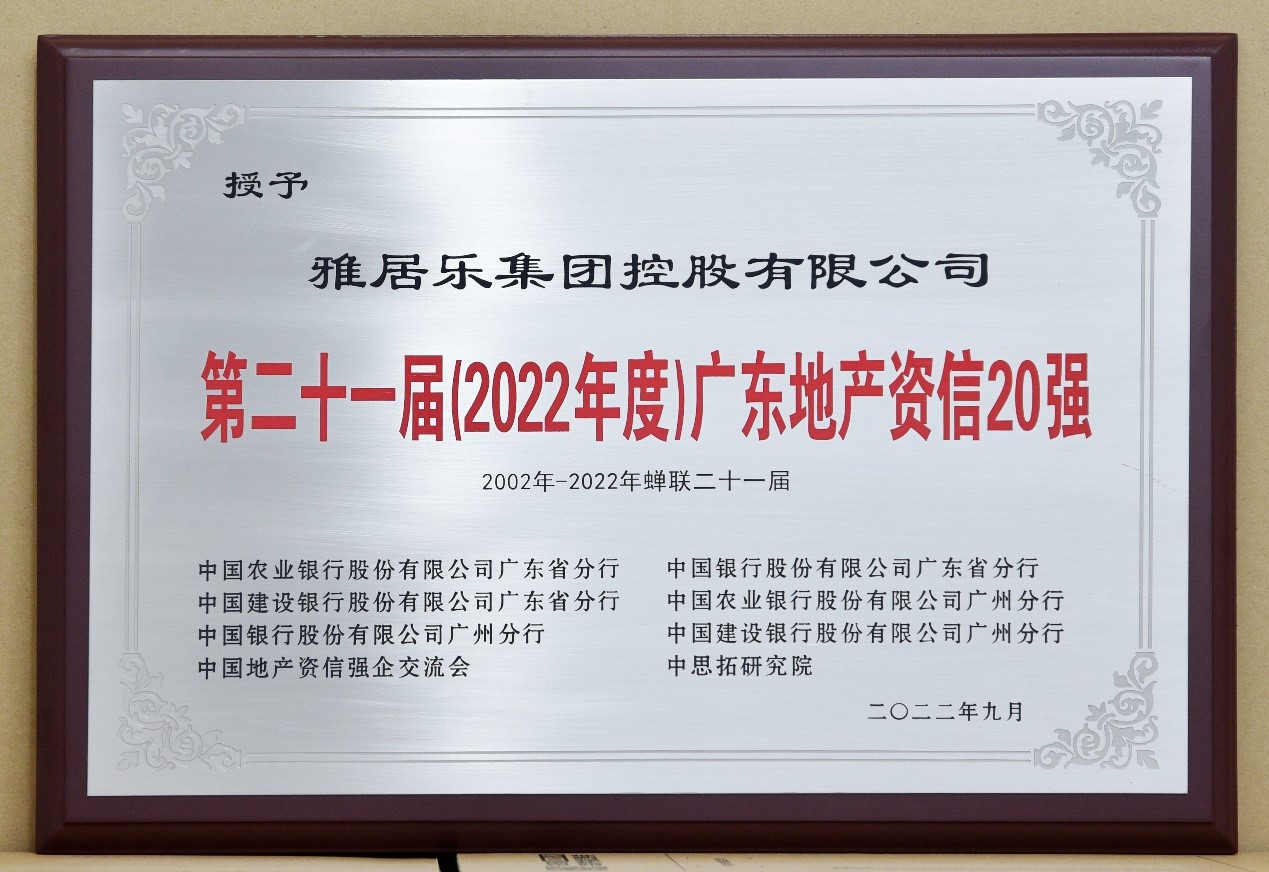 授予
雅居乐集团控股有限公司
第二十一届(2022年度)广东地产资信20强
2002年-2022年蝉联二十一届
中国农业银行股份有限公司广东省分行 中国银行股份有限公司广东省分行
中国建设银行股份有限公司广东省分行 中国农业银行股份有限公司广州分行
中国银行股份有限公司广州分行 中国建设银行股份有限公司广州分行
中国地产资信强企交流会 中思拓研究院
二〇二二年九月